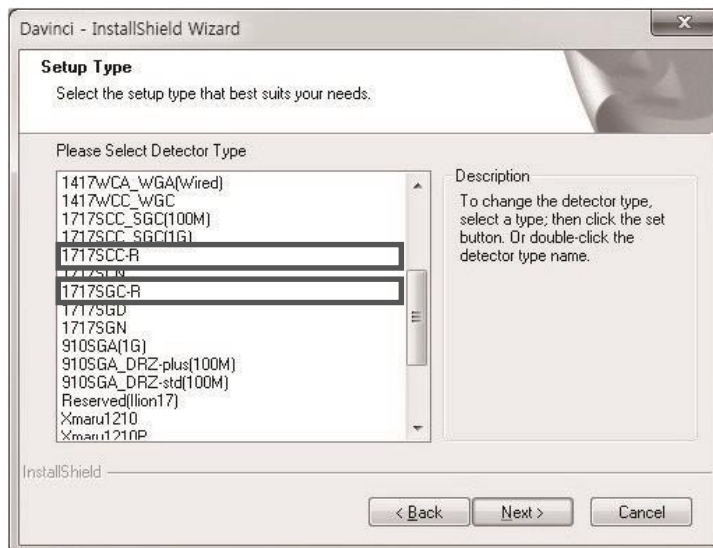 Davinci - InstallShield Wizard
Setup Type
Select the setup type that best suits your needs.
Please Select Detector Type
1417WCA_WGA(Wired)
1417WCC_WGC
1717SCC_SGC(100M)
1717SCC_SGC(1G)
1717SCC-R
1717SCN
1717SGC-R
1717SGD
1717SGN
910SGA(1G)
910SGA_DRZ-plus(100M)
910SGA_DRZ-std(100M)
Reserved(Ilion17)
Xmaru1210
Xmaru1210P
Description
To change the detector type,
select a type; then click the set
button. Or double-click the
detector type name.
InstallShield
< Back
Next >
Cancel